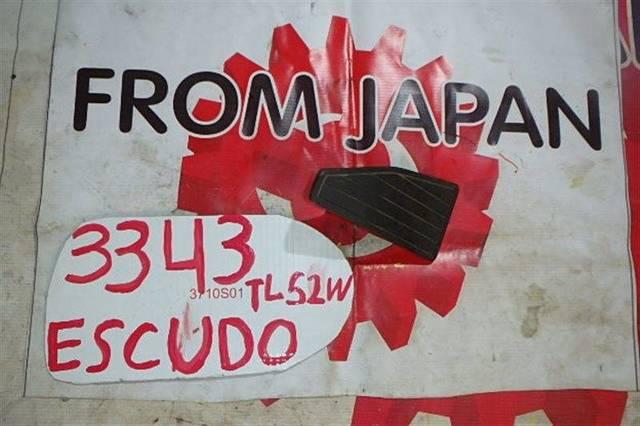 FROM JAPAN
3343
3710S01
TL52W
ESCUDO